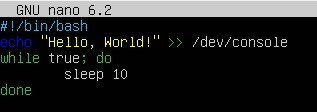 GNU nano 6.2
#!/bin/bash
echo "Hello, World!" >> /dev/console
while true; do
        sleep 10
done